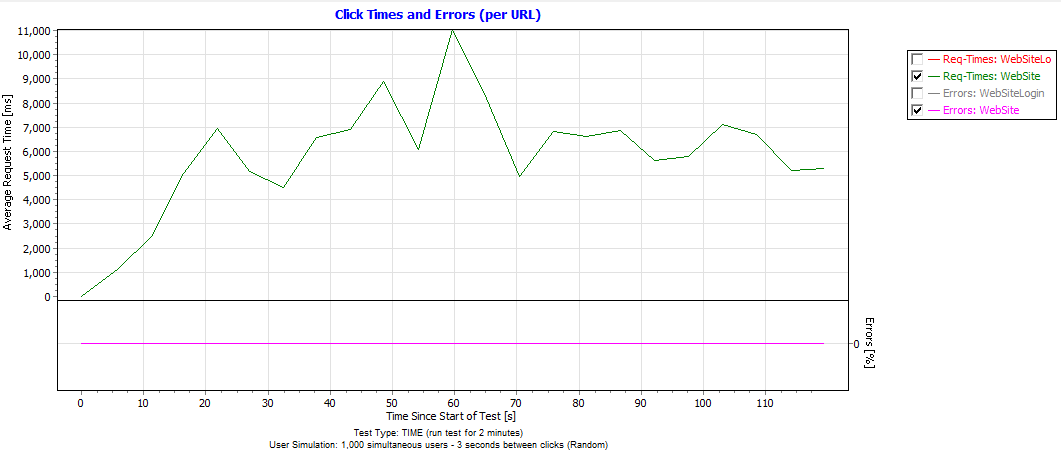 Click Times and Errors (per URL)
Average Request Time [ms]
11,000
10,000
9,000
8,000
7,000
6,000
5,000
4,000
3,000
2,000
1,000
0
Req-Times: WebSiteLo
Req-Times: WebSite
Errors: WebSiteLogin
Errors: WebSite
Errors [%]
0
0 10 20 30 40 50 60 70 80 90 100 110
Time Since Start of Test [s]
Test Type: TIME (run test for 2 minutes)
User Simulation: 1,000 simultaneous users - 3 seconds between clicks (Random)